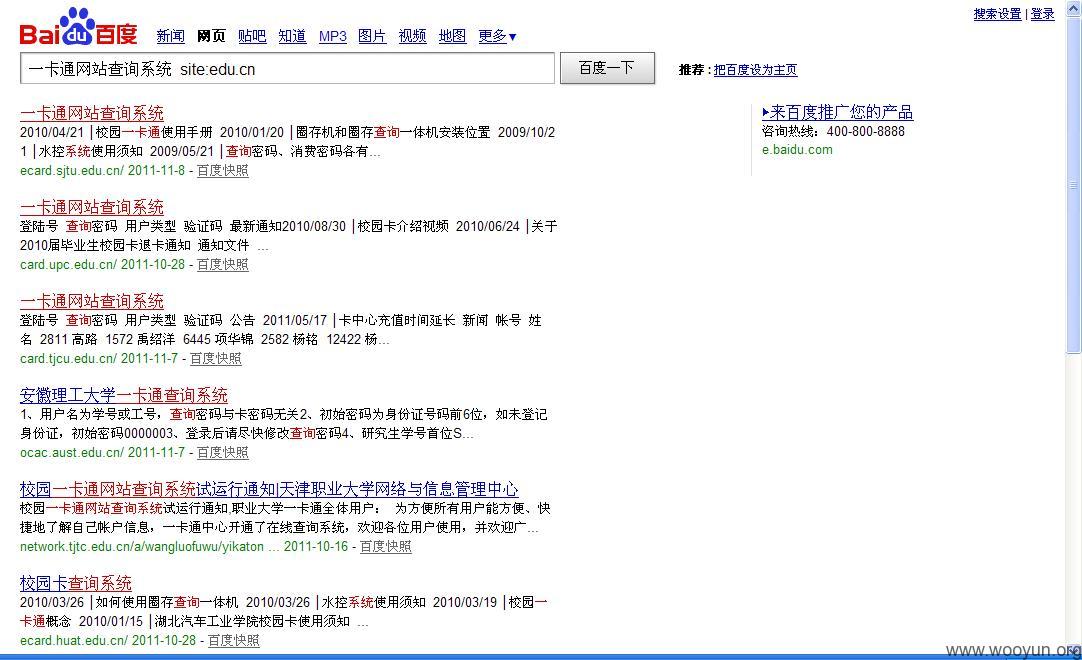 搜索设置 | 登录
Bai du 百度 新闻 网页 贴吧 知道 MP3 图片 视频 地图 更多▼
一卡通网站查询系统 site:edu.cn 百度一下 推荐 : 把百度设为主页
一卡通网站查询系统
2010/04/21 | 校园一卡通使用手册 2010/01/20 | 圈存机和圈存查询一体机安装位置 2009/10/2
1 | 水控系统使用须知 2009/05/21 | 查询密码、消费密码各有...
ecard.sjtu.edu.cn/ 2011-11-8 - 百度快照
来百度推广您的产品
咨询热线：400-800-8888
e.baidu.com
一卡通网站查询系统
登陆号 查询密码 用户类型 验证码 最新通知2010/08/30 | 校园卡介绍视频 2010/06/24 | 关于
2010届毕业生校园卡退卡通知 通知文件 ...
card.upc.edu.cn/ 2011-10-28 - 百度快照
一卡通网站查询系统
登陆号 查询密码 用户类型 验证码 公告 2011/05/17 | 卡中心充值时间延长 新闻 帐号 姓
名 2811 高路 1572 禹绍洋 6445 项华锦 2582 杨铭 12422 杨...
card.tjcu.edu.cn/ 2011-11-7 - 百度快照
安徽理工大学一卡通查询系统
1、用户名为学号或工号，查询密码与卡密码无关2、初始密码为身份证号码前6位，如未登记
身份证，初始密码0000003、登录后请尽快修改查询密码4、研究生学号首位S...
ocac.aust.edu.cn/ 2011-11-7 - 百度快照
校园一卡通网站查询系统试运行通知|天津职业大学网络与信息管理中心
校园一卡通网站查询系统试运行通知,职业大学一卡通全体用户： 为方便所有用户能方便、快
捷地了解自己帐户信息，一卡通中心开通了在线查询系统，欢迎各位用户使用，并欢迎广...
network.tjtc.edu.cn/a/wangluofuwu/yikaton ... 2011-10-16 - 百度快照
校园卡查询系统
2010/03/26 | 如何使用圈存查询一体机 2010/03/26 | 水控系统使用须知 2010/03/19 | 校园一
卡通概念 2010/01/15 | 湖北汽车工业学院校园卡使用须知 ...
ecard.huat.edu.cn/ 2011-10-28 - 百度快照
www.wooyun.org